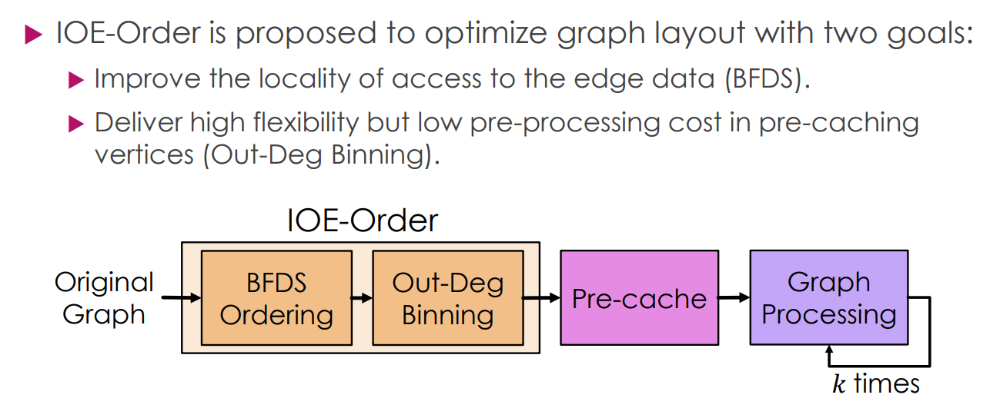 IOE-Order is proposed to optimize graph layout with two goals:
Improve the locality of access to the edge data (BFDS).
Deliver high flexibility but low pre-processing cost in pre-caching
vertices (Out-Deg Binning).
IOE-Order
Original
Graph
BFDS
Ordering
Out-Deg
Binning
Pre-cache
Graph
Processing
k times